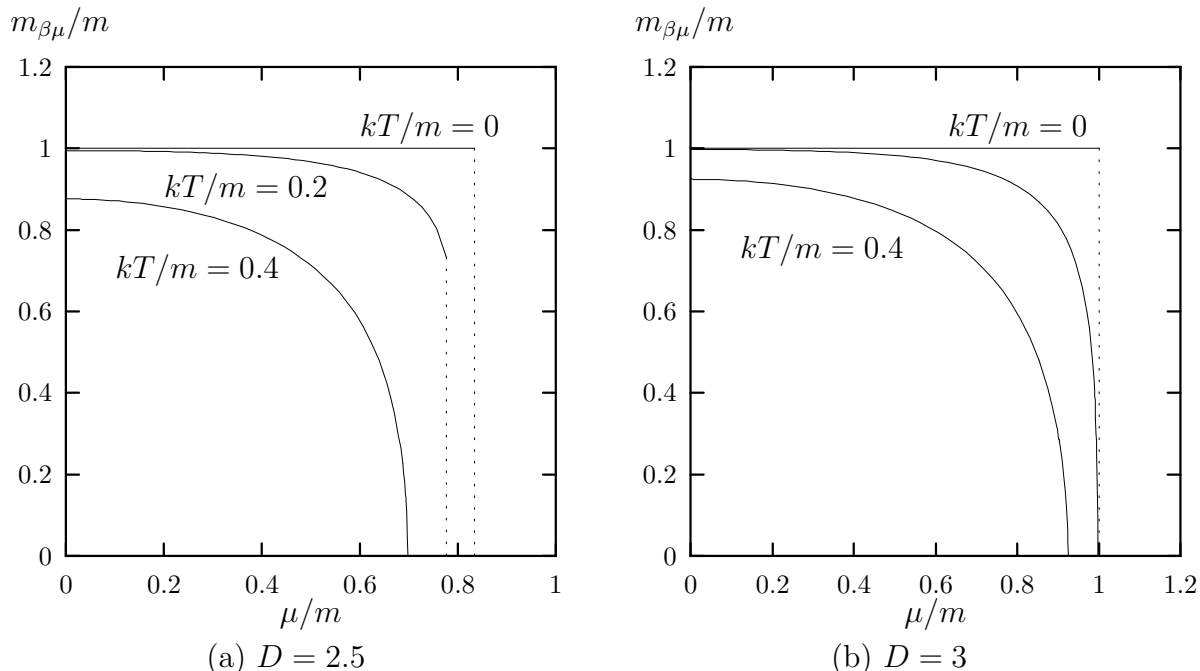 m_{βμ}/m
1.2
1
0.8
0.6
0.4
0.2
0
kT/m = 0
kT/m = 0.2
kT/m = 0.4
0 0.2 0.4 0.6 0.8 1
μ/m
(a) D = 2.5
m_{βμ}/m
1.2
1
0.8
0.6
0.4
0.2
0
kT/m = 0
kT/m = 0.4
0 0.2 0.4 0.6 0.8 1 1.2
μ/m
(b) D = 3